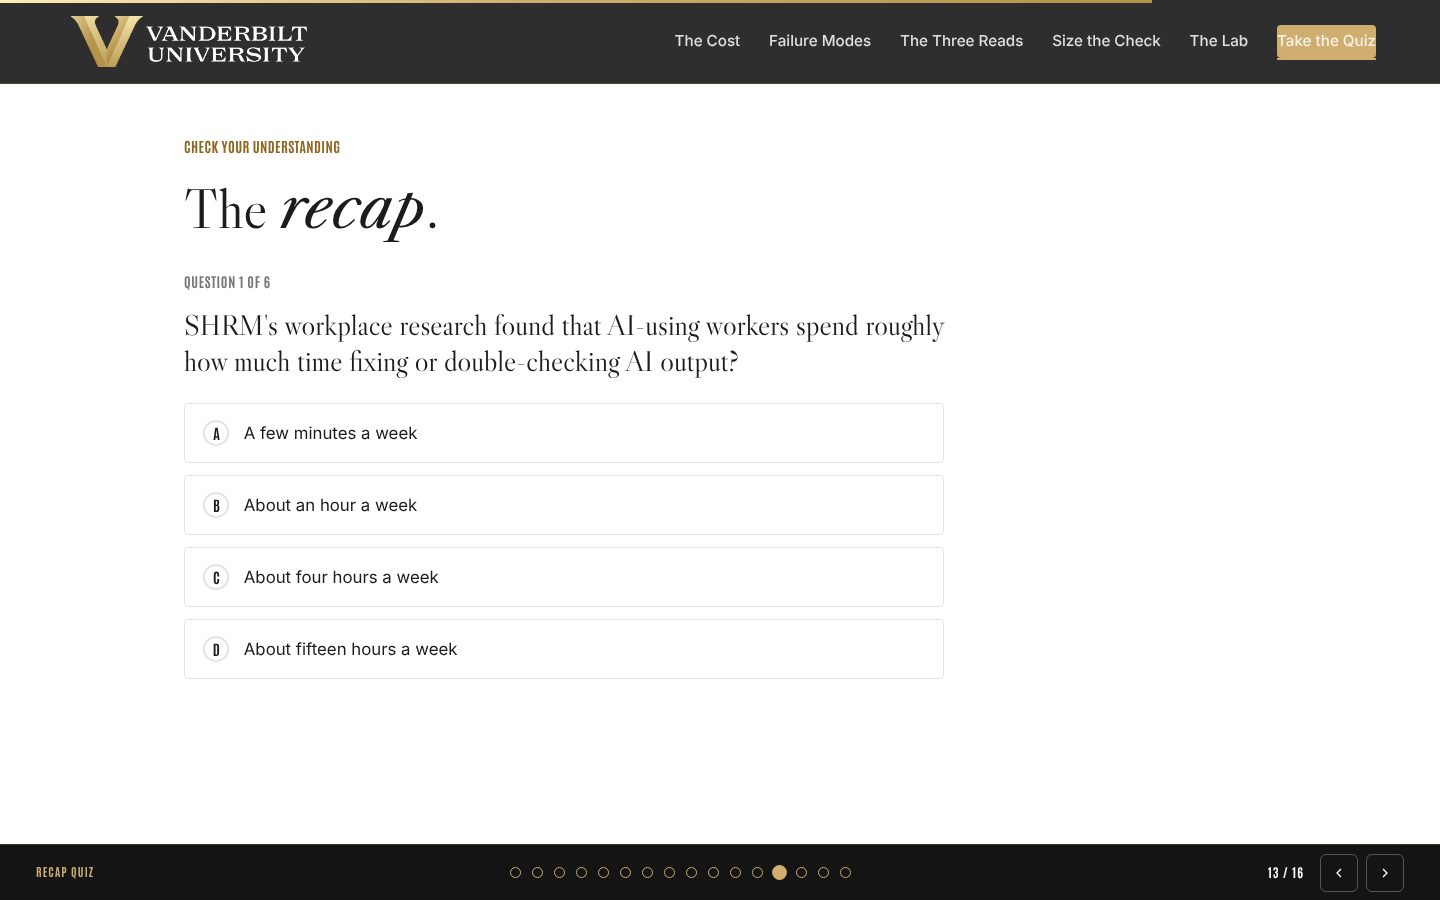 VANDERBILT
UNIVERSITY
The Cost
Failure Modes
The Three Reads
Size the Check
The Lab
Take the Quiz
CHECK YOUR UNDERSTANDING
The recap.
QUESTION 1 OF 6
SHRM's workplace research found that AI-using workers spend roughly
how much time fixing or double-checking AI output?
A A few minutes a week
B About an hour a week
C About four hours a week
D About fifteen hours a week
RECAP QUIZ
13 / 16